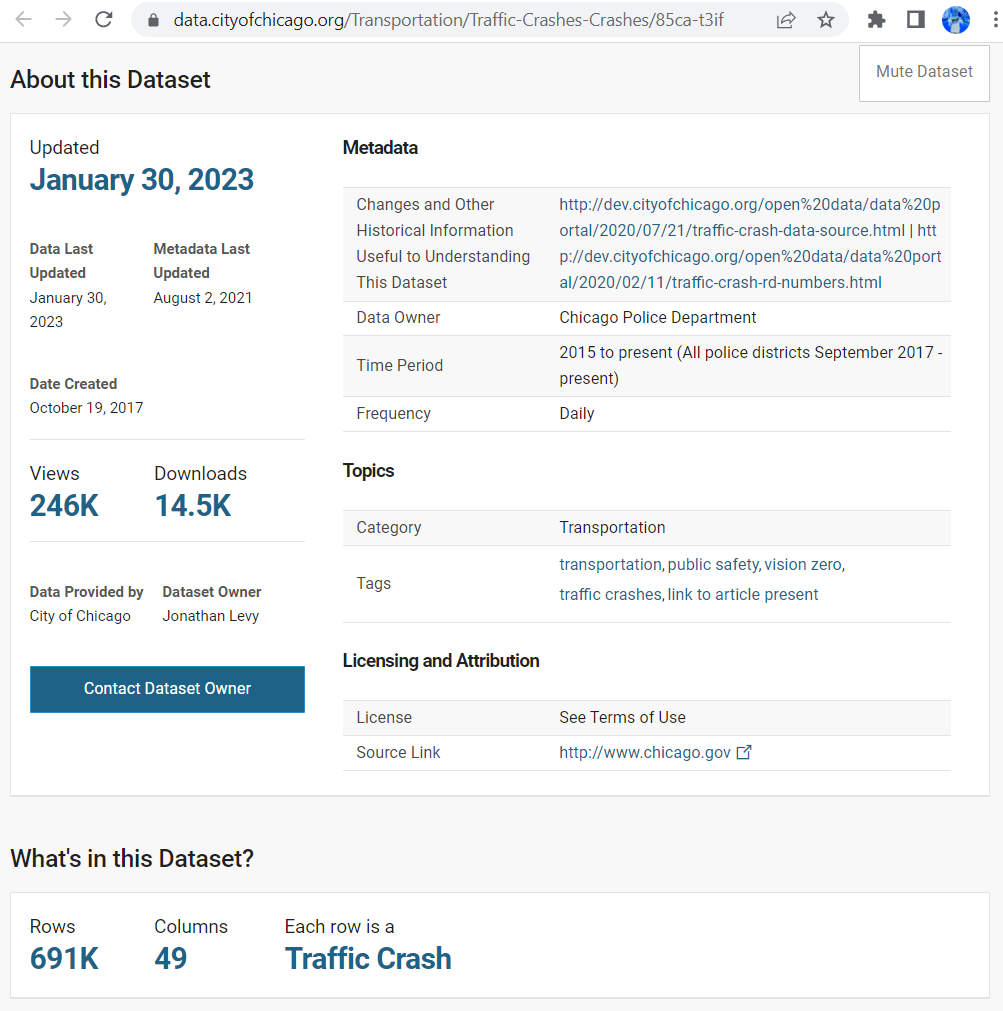 data.cityofchicago.org/Transportation/Traffic-Crashes-Crashes/85ca-t3if
About this Dataset
Mute Dataset
Updated
January 30, 2023
Data Last
Updated
January 30,
2023
Metadata Last
Updated
August 2, 2021
Date Created
October 19, 2017
Views
246K
Downloads
14.5K
Data Provided by
City of Chicago
Dataset Owner
Jonathan Levy
Contact Dataset Owner
Metadata
Changes and Other
Historical Information
Useful to Understanding
This Dataset
http://dev.cityofchicago.org/open%20data/data%20p
ortal/2020/07/21/traffic-crash-data-source.html | htt
p://dev.cityofchicago.org/open%20data/data%20port
al/2020/02/11/traffic-crash-rd-numbers.html
Data Owner
Chicago Police Department
Time Period
2015 to present (All police districts September 2017 -
present)
Frequency
Daily
Topics
Category
Transportation
Tags
transportation, public safety, vision zero,
traffic crashes, link to article present
Licensing and Attribution
License
See Terms of Use
Source Link
http://www.chicago.gov
What's in this Dataset?
Rows
691K
Columns
49
Each row is a
Traffic Crash